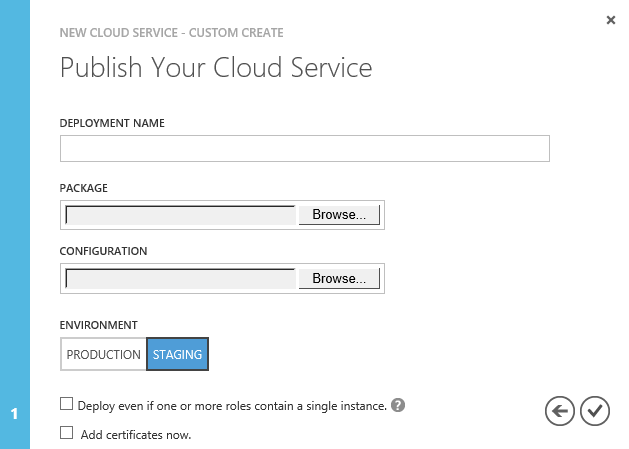 NEW CLOUD SERVICE - CUSTOM CREATE
Publish Your Cloud Service
DEPLOYMENT NAME
PACKAGE
Browse...
CONFIGURATION
Browse...
ENVIRONMENT
PRODUCTION STAGING
Deploy even if one or more roles contain a single instance. ?
1
Add certificates now.